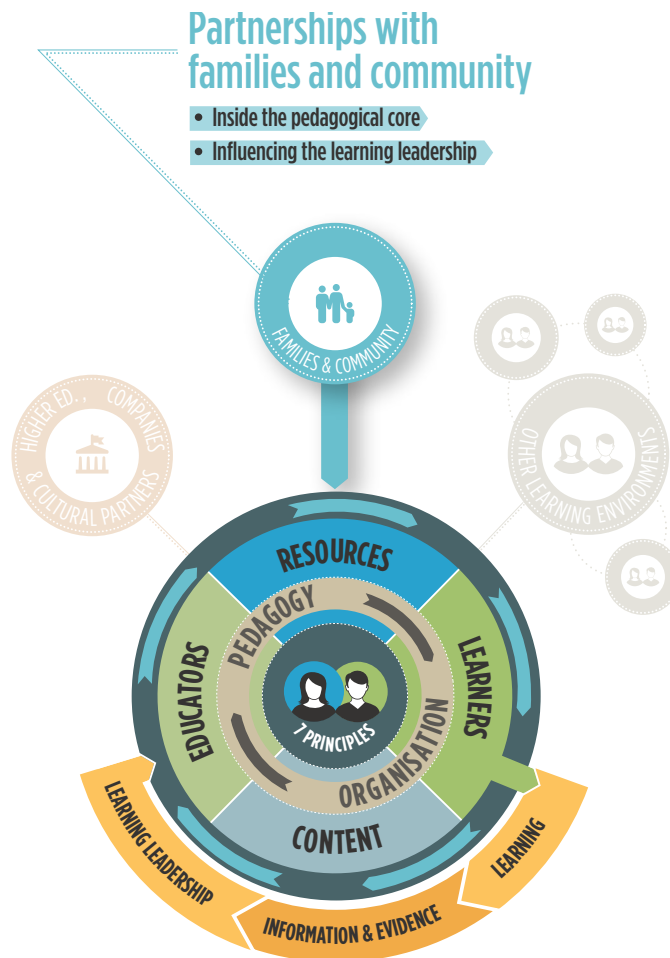 Partnerships with
families and community
• Inside the pedagogical core
• Influencing the learning leadership
FAMILIES & COMMUNITY
HIGHER ED., COMPANIES
& CULTURAL PARTNERS
OTHER LEARNING ENVIRONMENTS
RESOURCES
PEDAGOGY
EDUCATORS
LEARNERS
7 PRINCIPLES
ORGANISATION
CONTENT
LEARNING LEADERSHIP
INFORMATION & EVIDENCE
LEARNING